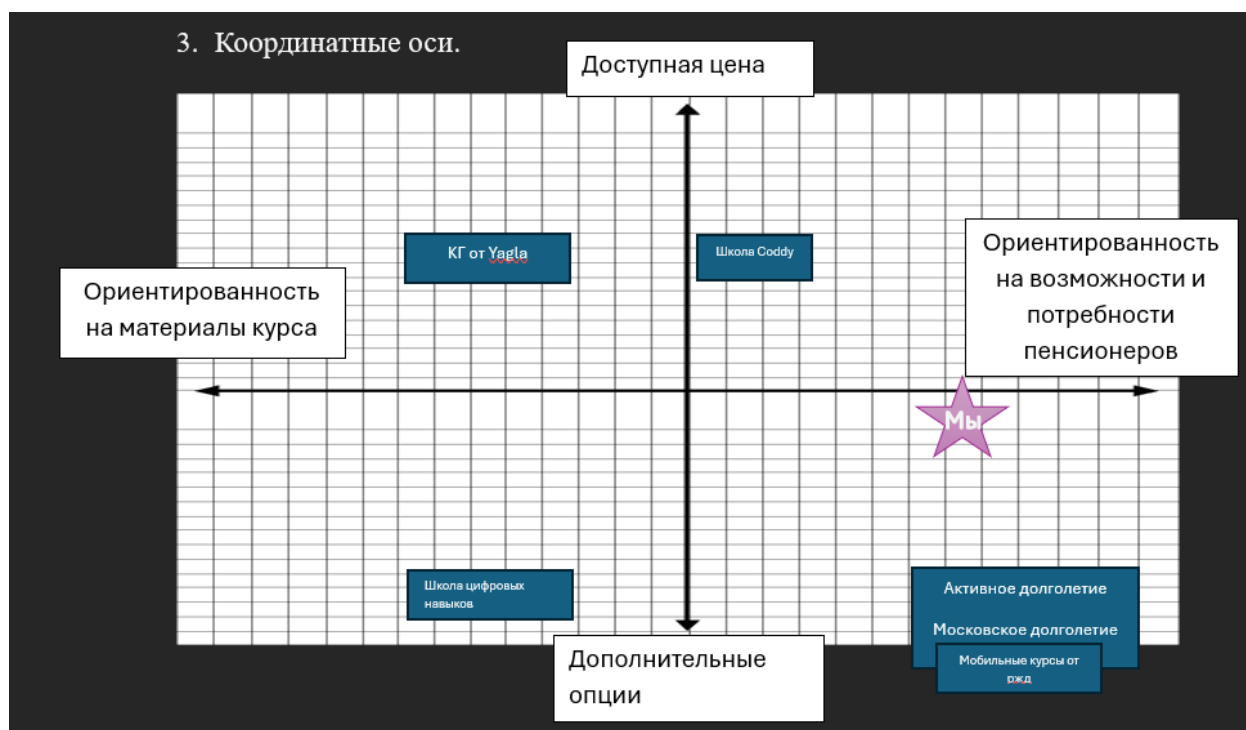 3. Координатные оси.
Доступная цена
КГ от Yagla
Школа Coddy
Ориентированность
на возможности и
потребности
пенсионеров
Ориентированность
на материалы курса
Мы
Школа цифровых
навыков
Активное долголетие
Московское долголетие
Мобильные курсы от
ржд
Дополнительные
опции